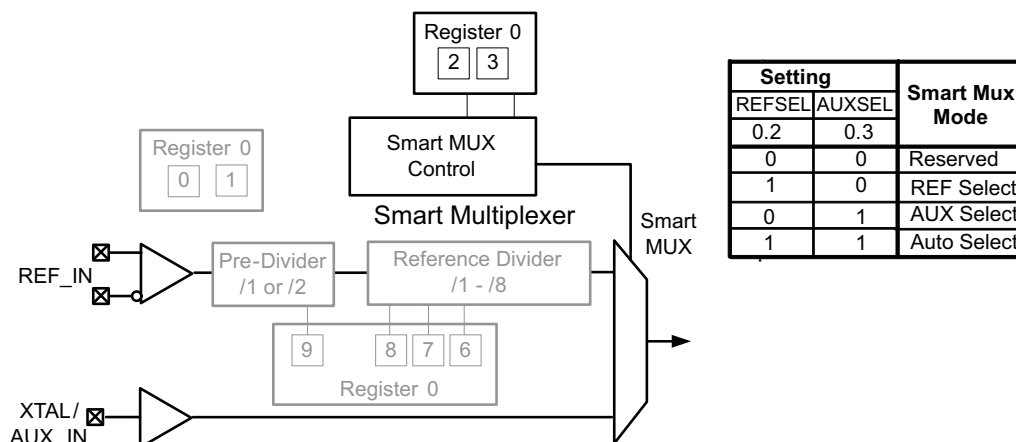 Register 0
2 3
Smart MUX
Control
Register 0
0 1
Smart Multiplexer
Smart
MUX
REF_IN
Pre-Divider
/1 or /2
Reference Divider
/1 - /8
9 8 7 6
Register 0
XTAL/
AUX_IN
Setting Smart Mux Mode
REFSEL AUXSEL
0.2 0.3
0 0 Reserved
1 0 REF Select
0 1 AUX Select
1 1 Auto Select